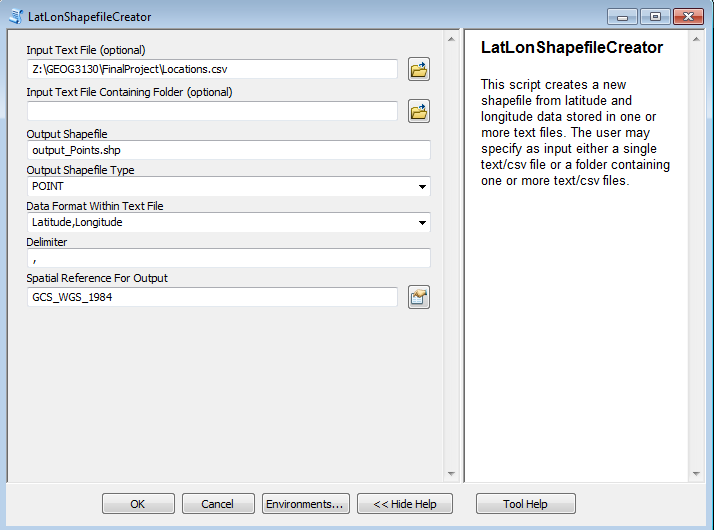 LatLonShapefileCreator
Input Text File (optional)
Z:\GEOG3130\FinalProject\Locations.csv
Input Text File Containing Folder (optional)
Output Shapefile
output_Points.shp
Output Shapefile Type
POINT
Data Format Within Text File
Latitude,Longitude
Delimiter
,
Spatial Reference For Output
GCS_WGS_1984
LatLonShapefileCreator
This script creates a new
shapefile from latitude and
longitude data stored in one or
more text files. The user may
specify as input either a single
text/csv file or a folder containing
one or more text/csv files.
OK
Cancel
Environments...
<< Hide Help
Tool Help